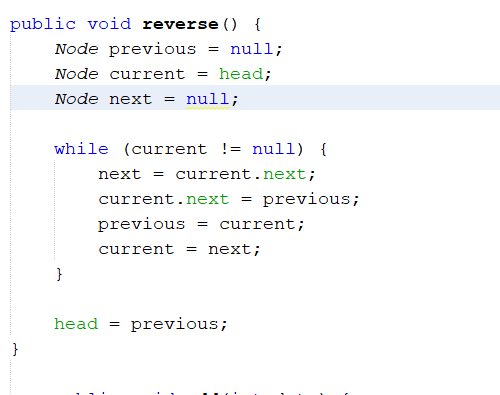 public void reverse() {
    Node previous = null;
    Node current = head;
    Node next = null;

    while (current != null) {
        next = current.next;
        current.next = previous;
        previous = current;
        current = next;
    }

    head = previous;
}